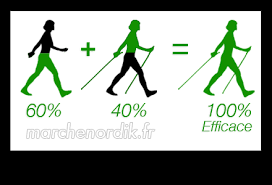 + =
60% 40% 100%
Efficace
marchenordik.fr